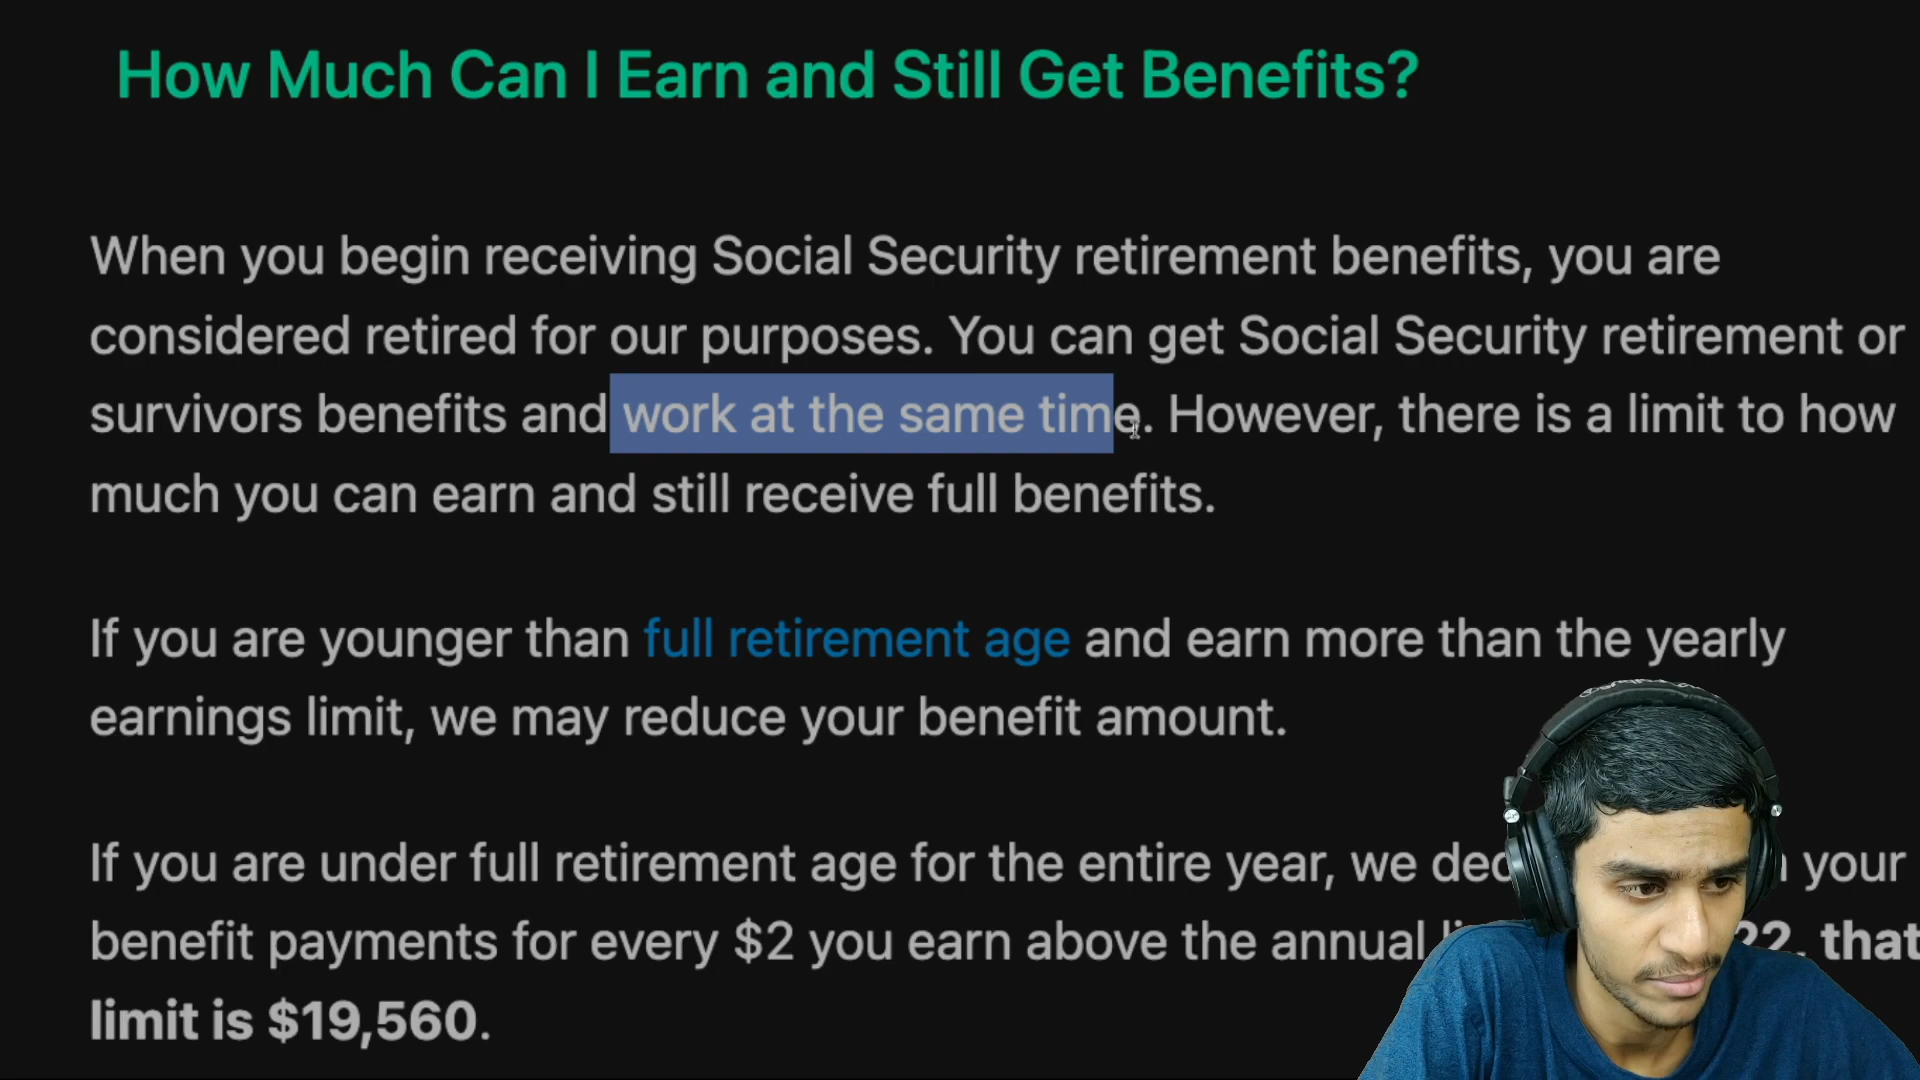 How Much Can I Earn and Still Get Benefits?
When you begin receiving Social Security retirement benefits, you are
considered retired for our purposes. You can get Social Security retirement or
survivors benefits and work at the same time. However, there is a limit to how
much you can earn and still receive full benefits.
If you are younger than full retirement age and earn more than the yearly
earnings limit, we may reduce your benefit amount.
If you are under full retirement age for the entire year, we your
benefit payments for every $2 you earn above the annual that
limit is $19,560.